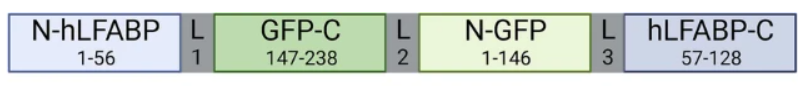 N-hLFABP L GFP-C L N-GFP L hLFABP-C
1-56 1 147-238 2 1-146 3 57-128